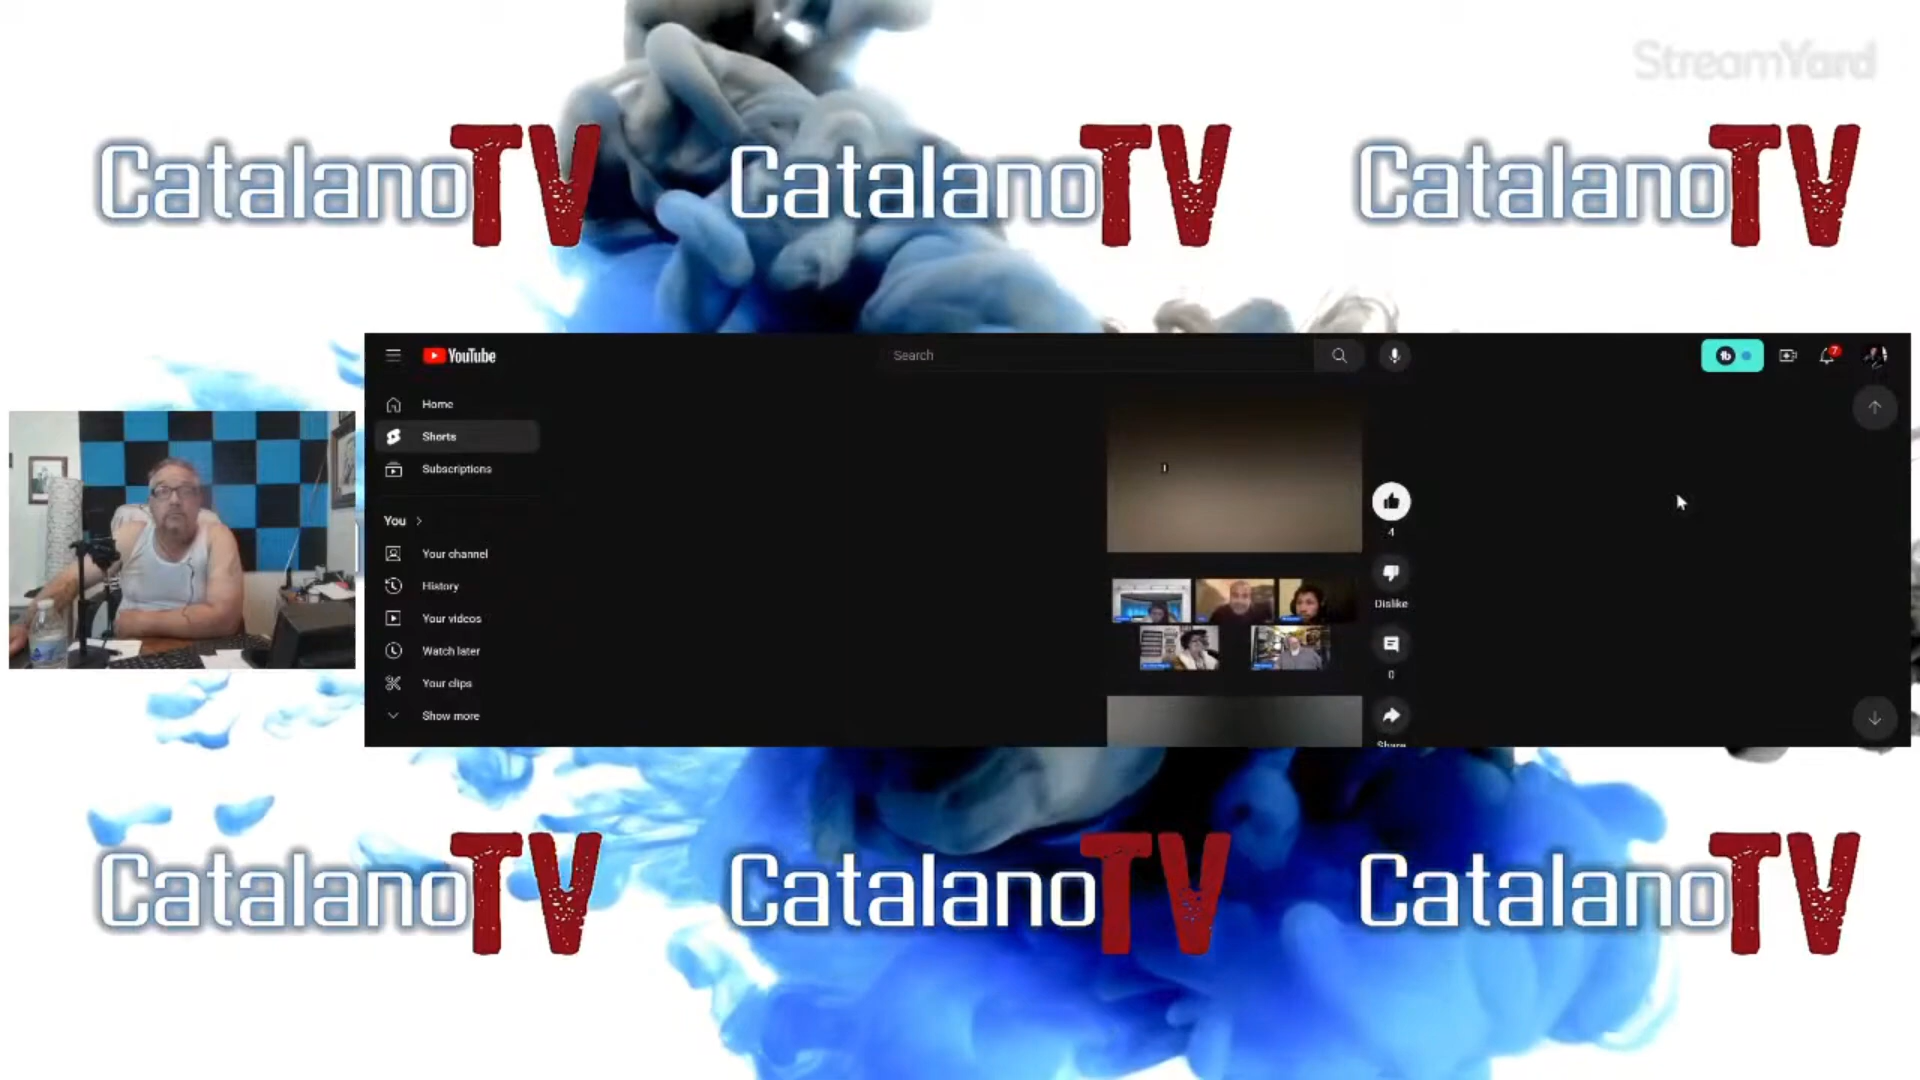 StreamYard
CatalanoTV CatalanoTV CatalanoTV
YouTube
Search
7
Home
Shorts
Subscriptions
You
Your channel
History
Your videos
Watch later
Your clips
Show more
4
Dislike
0
Share
CatalanoTV CatalanoTV CatalanoTV